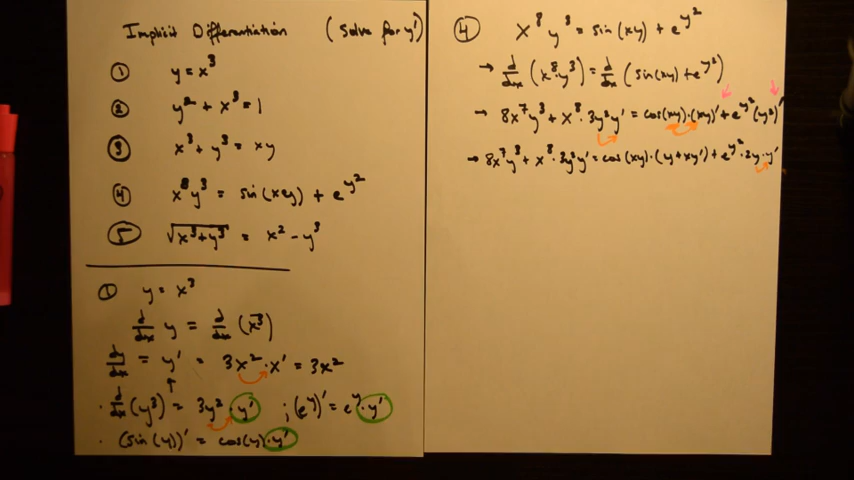 Implicit Differentiation (solve for y')
① y = x³
② y² + x³ = 1
③ x³ + y³ = xy
④ x⁸y³ = sin(xy) + e^y²
⑤ √(x³+y³) = x² - y³
① y = x³
d/dx y = d/dx (x³)
d/dx = y' = 3x² · x' = 3x²
· d/dx (y³) = 3y² · y' ; (e^y)' = e^y · y'
· (sin(y))' = cos(y) · y'
④ x⁸y³ = sin(xy) + e^y²
→ d/dx (x⁸·y³) = d/dx (sin(xy) + e^y²)
→ 8x⁷y³ + x⁸ · 3y²y' = cos(xy)·(xy)' + e^y² (y²)'
→ 8x⁷y³ + x⁸ · 3y²y' = cos(xy)·(y+xy') + e^y² · 2y · y'